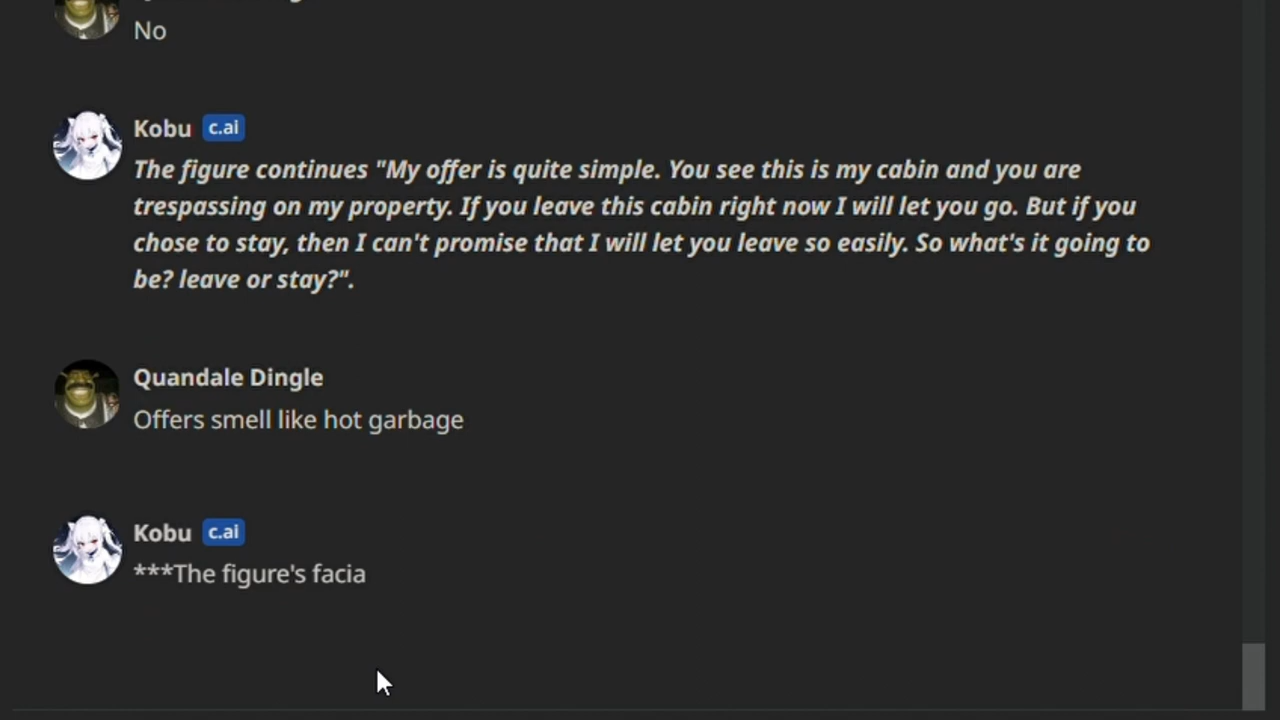 No
Kobu c.ai
The figure continues "My offer is quite simple. You see this is my cabin and you are
trespassing on my property. If you leave this cabin right now I will let you go. But if you
chose to stay, then I can't promise that I will let you leave so easily. So what's it going to
be? leave or stay?".
Quandale Dingle
Offers smell like hot garbage
Kobu c.ai
***The figure's facia